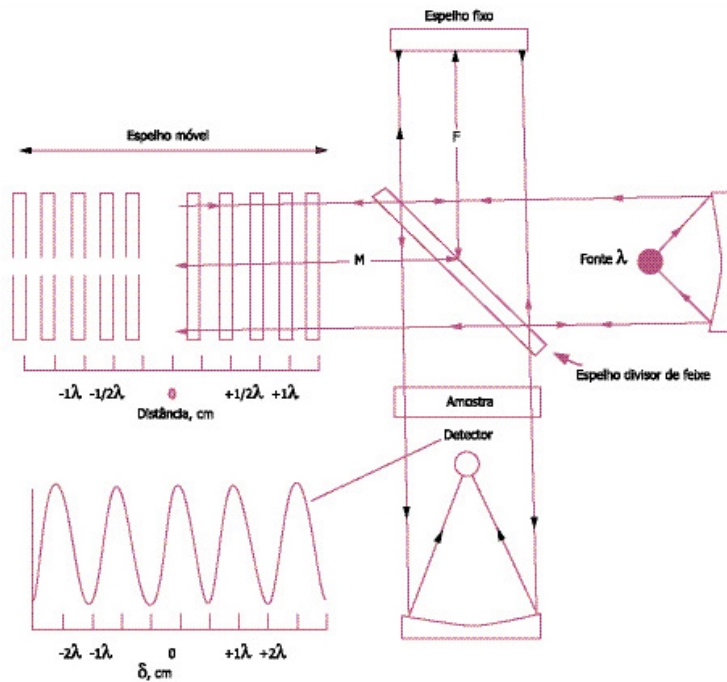 Espelho fixo
Espelho móvel
F
M
Fonte λ
Espelho divisor de feixe
-1λ -1/2λ 0 +1/2λ +1λ
Distância, cm
Amostra
Detector
-2λ -1λ 0 +1λ +2λ
δ, cm